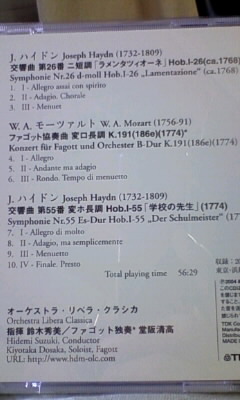 J. ハイドン Joseph Haydn (1732-1809)
交響曲 第26番 ニ短調「ラメンタツィオーネ」Hob.I-26(ca.1768)
Symphonie Nr.26 d-moll Hob.I-26 „Lamentazione" (ca.1768)
1. I - Allegro assai con spirito
2. II - Adagio. Chorale
3. III - Menuet
W. A. モーツァルト W. A. Mozart (1756-91)
ファゴット協奏曲 変ロ長調 K.191(186e)(1774)*
Konzert für Fagott und Orchester B-Dur K.191(186e)(1774)
4. I - Allegro
5. II - Andante ma adagio
6. III - Rondo. Tempo di menuetto
J. ハイドン Joseph Haydn (1732-1809)
交響曲 第55番 変ホ長調 Hob.I-55「学校の先生」(1774)
Symphonie Nr.55 Es-Dur Hob.I-55 „Der Schulmeister"
7. I - Allegro di molto
8. II - Adagio, ma semplicemente
9. III - Menuetto
10. IV - Finale. Presto
Total playing time 56:29
オーケストラ・リベラ・クラシカ
Orchestra Libera Classica
指揮 鈴木秀美/ファゴット独奏* 堂阪清高
Hidemi Suzuki, Conductor
Kiyotaka Dosaka, Soloist, Fagott
URL: http://www.hdm-olc.com
収録:
東京・浜
TDK Co
Manufac
Distribu
MADE